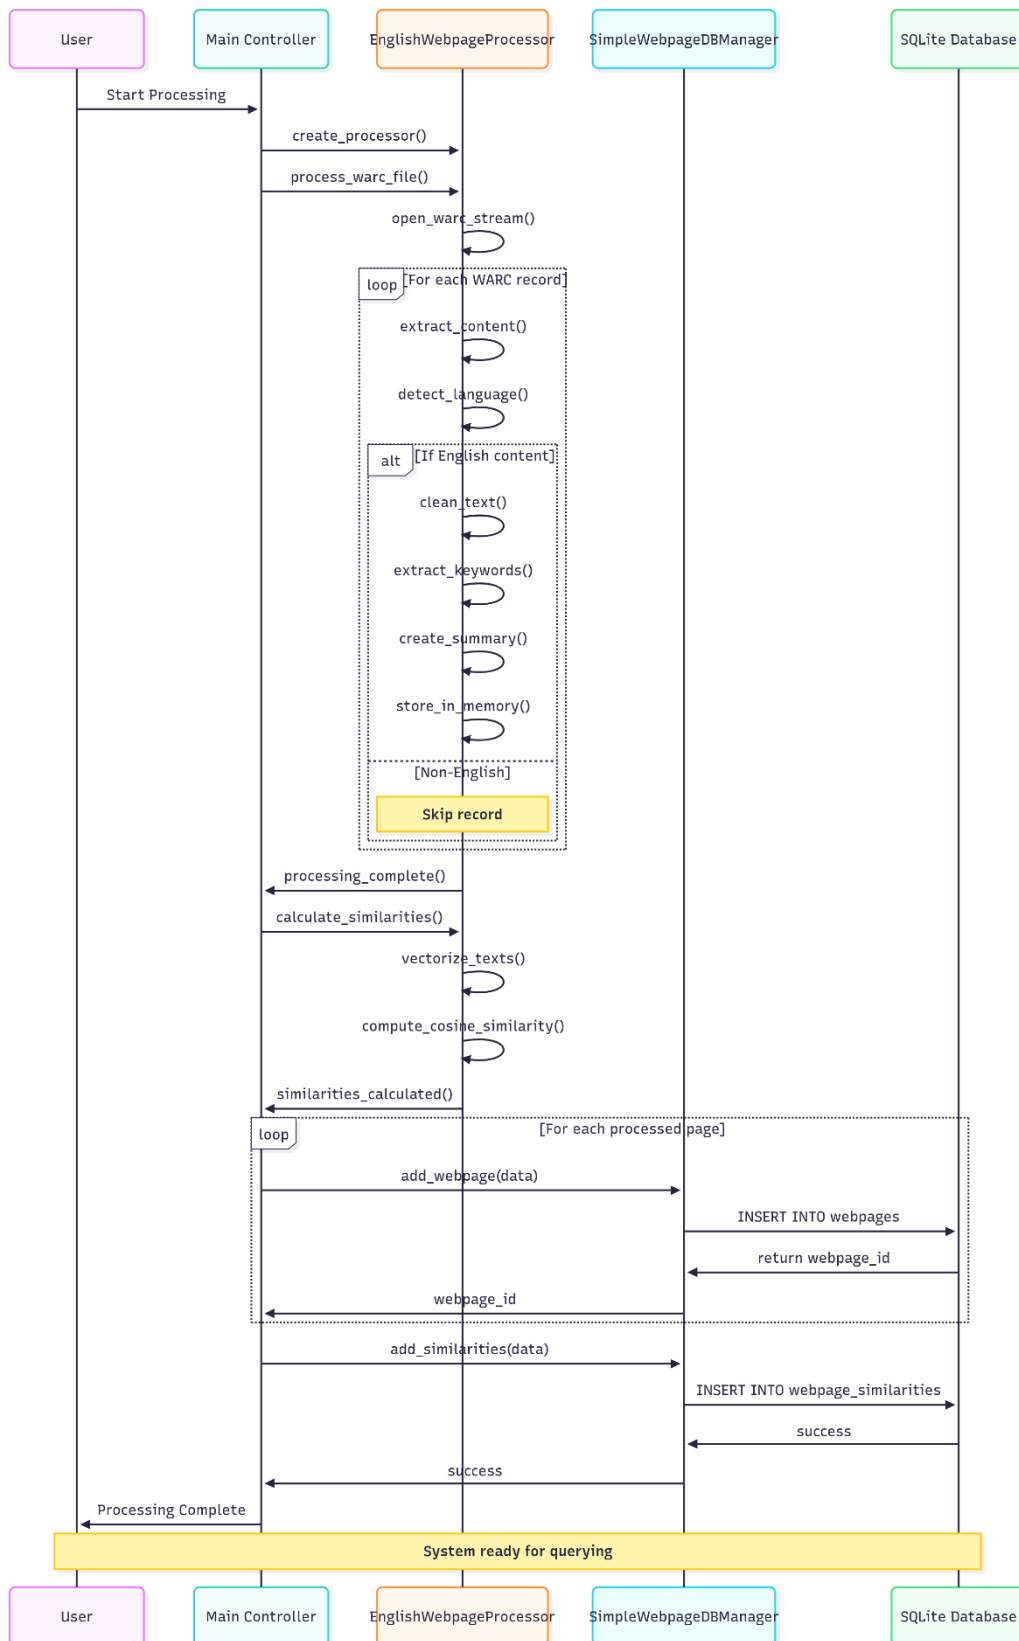 User
Main Controller
EnglishWebpageProcessor
SimpleWebpageDBManager
SQLite Database
Start Processing
create_processor()
process_warc_file()
open_warc_stream()
loop
[For each WARC record]
extract_content()
detect_language()
alt
[If English content]
clean_text()
extract_keywords()
create_summary()
store_in_memory()
[Non-English]
Skip record
processing_complete()
calculate_similarities()
vectorize_texts()
compute_cosine_similarity()
similarities_calculated()
loop
[For each processed page]
add_webpage(data)
INSERT INTO webpages
return webpage_id
webpage_id
add_similarities(data)
INSERT INTO webpage_similarities
success
success
Processing Complete
System ready for querying
User
Main Controller
EnglishWebpageProcessor
SimpleWebpageDBManager
SQLite Database